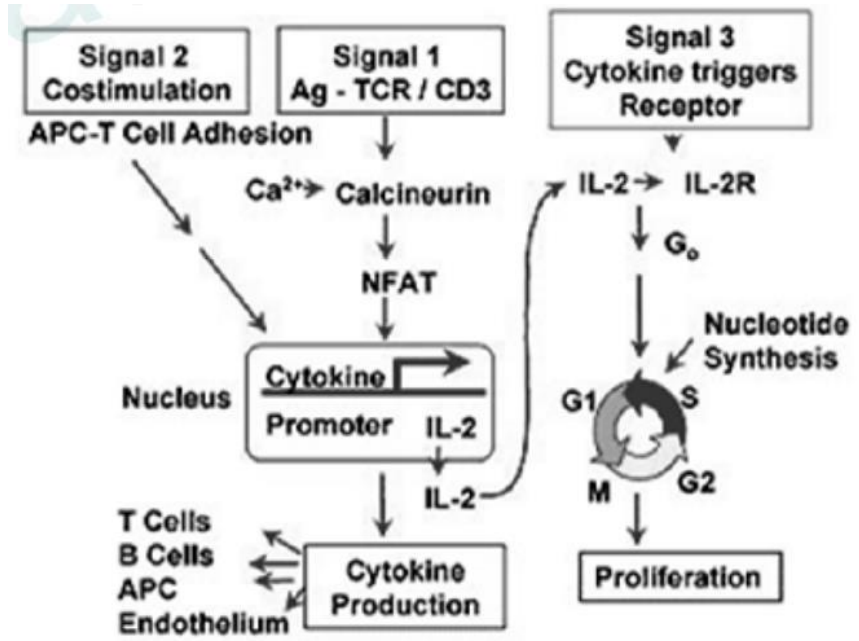 Signal 2
Costimulation
APC-T Cell Adhesion
Signal 1
Ag - TCR / CD3
Ca²⁺
Calcineurin
NFAT
Nucleus
Cytokine
Promoter
IL-2
IL-2
Cytokine
Production
T Cells
B Cells
APC
Endothelium
Signal 3
Cytokine triggers
Receptor
IL-2
IL-2R
G₀
Nucleotide
Synthesis
G1
S
M
G2
Proliferation